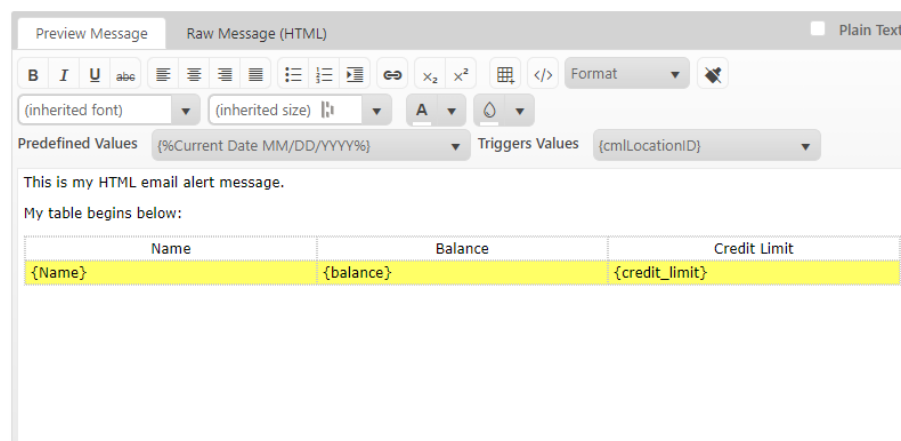 Preview Message Raw Message (HTML) Plain Text
B I U abc x₂ x² </> Format
(inherited font) (inherited size) A
Predefined Values {%Current Date MM/DD/YYYY%} Triggers Values {cmlLocationID}
This is my HTML email alert message.
My table begins below:
Name Balance Credit Limit
{Name} {balance} {credit_limit}